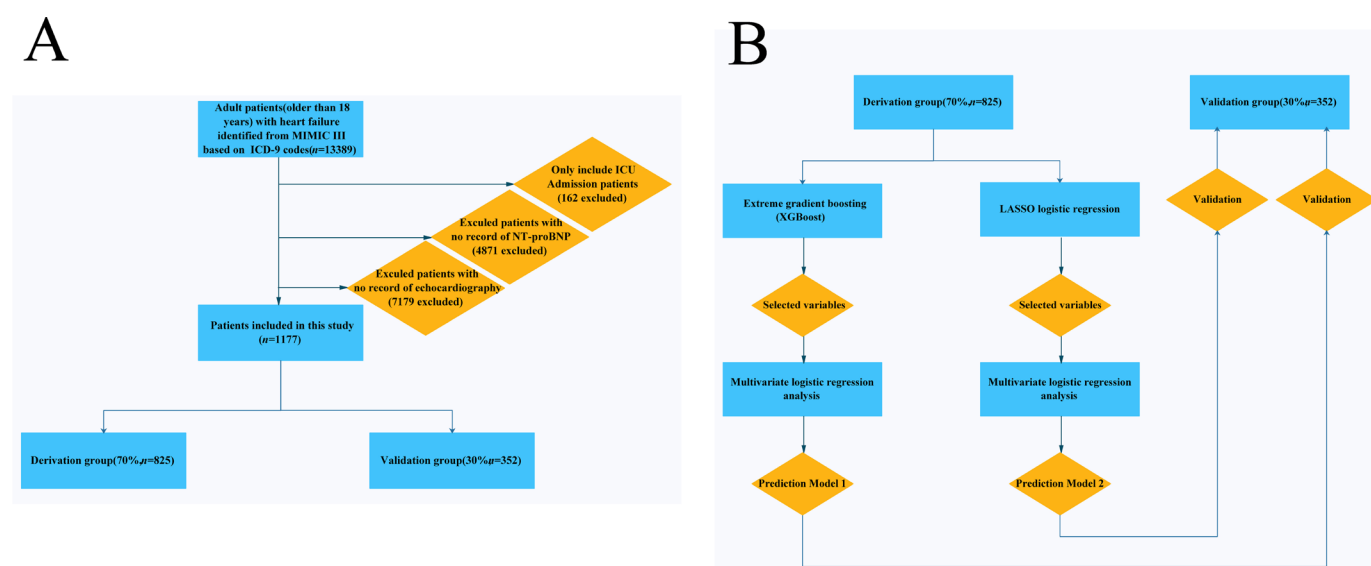 A
Adult patients(older than 18
years) with heart failure
identified from MIMIC III
based on ICD-9 codes(n=13389)
Only include ICU
Admission patients
(162 excluded)
Exculed patients with
no record of NT-proBNP
(4871 excluded)
Exculed patients with
no record of echocardiography
(7179 excluded)
Patients included in this study
(n=1177)
Derivation group(70%,n=825)
Validation group(30%n=352)
B
Derivation group(70%,n=825)
Validation group(30%n=352)
Extreme gradient boosting
(XGBoost)
LASSO logistic regression
Validation
Validation
Selected variables
Selected variables
Multivariate logistic regression
analysis
Multivariate logistic regression
analysis
Prediction Model 1
Prediction Model 2